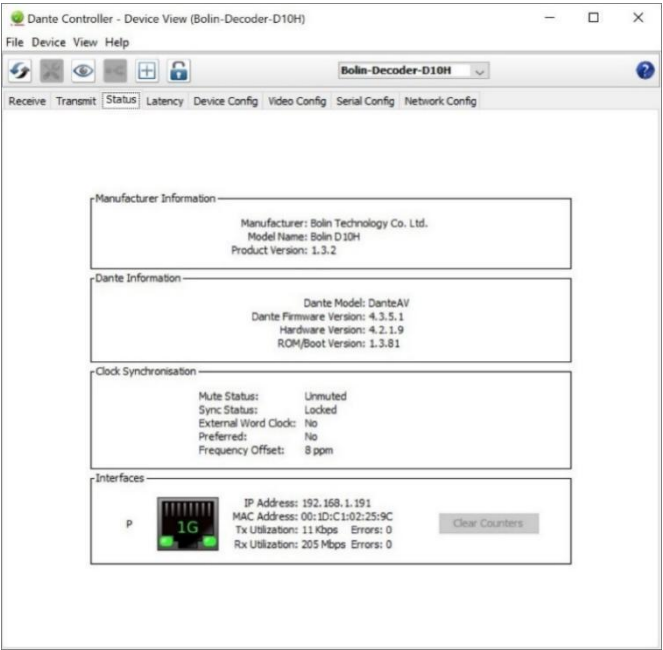 Dante Controller - Device View (Bolin-Decoder-D10H)
File Device View Help
Bolin-Decoder-D10H
Receive Transmit Status Latency Device Config Video Config Serial Config Network Config
Manufacturer Information
Manufacturer: Bolin Technology Co. Ltd.
Model Name: Bolin D10H
Product Version: 1.3.2
Dante Information
Dante Model: DanteAV
Dante Firmware Version: 4.3.5.1
Hardware Version: 4.2.1.9
ROM/Boot Version: 1.3.81
Clock Synchronisation
Mute Status: Unmuted
Sync Status: Locked
External Word Clock: No
Preferred: No
Frequency Offset: 8 ppm
Interfaces
P
1G
IP Address: 192.168.1.191
MAC Address: 00:1D:C1:02:25:9C
Tx Utilization: 11 Kbps Errors: 0
Rx Utilization: 205 Mbps Errors: 0
Clear Counters